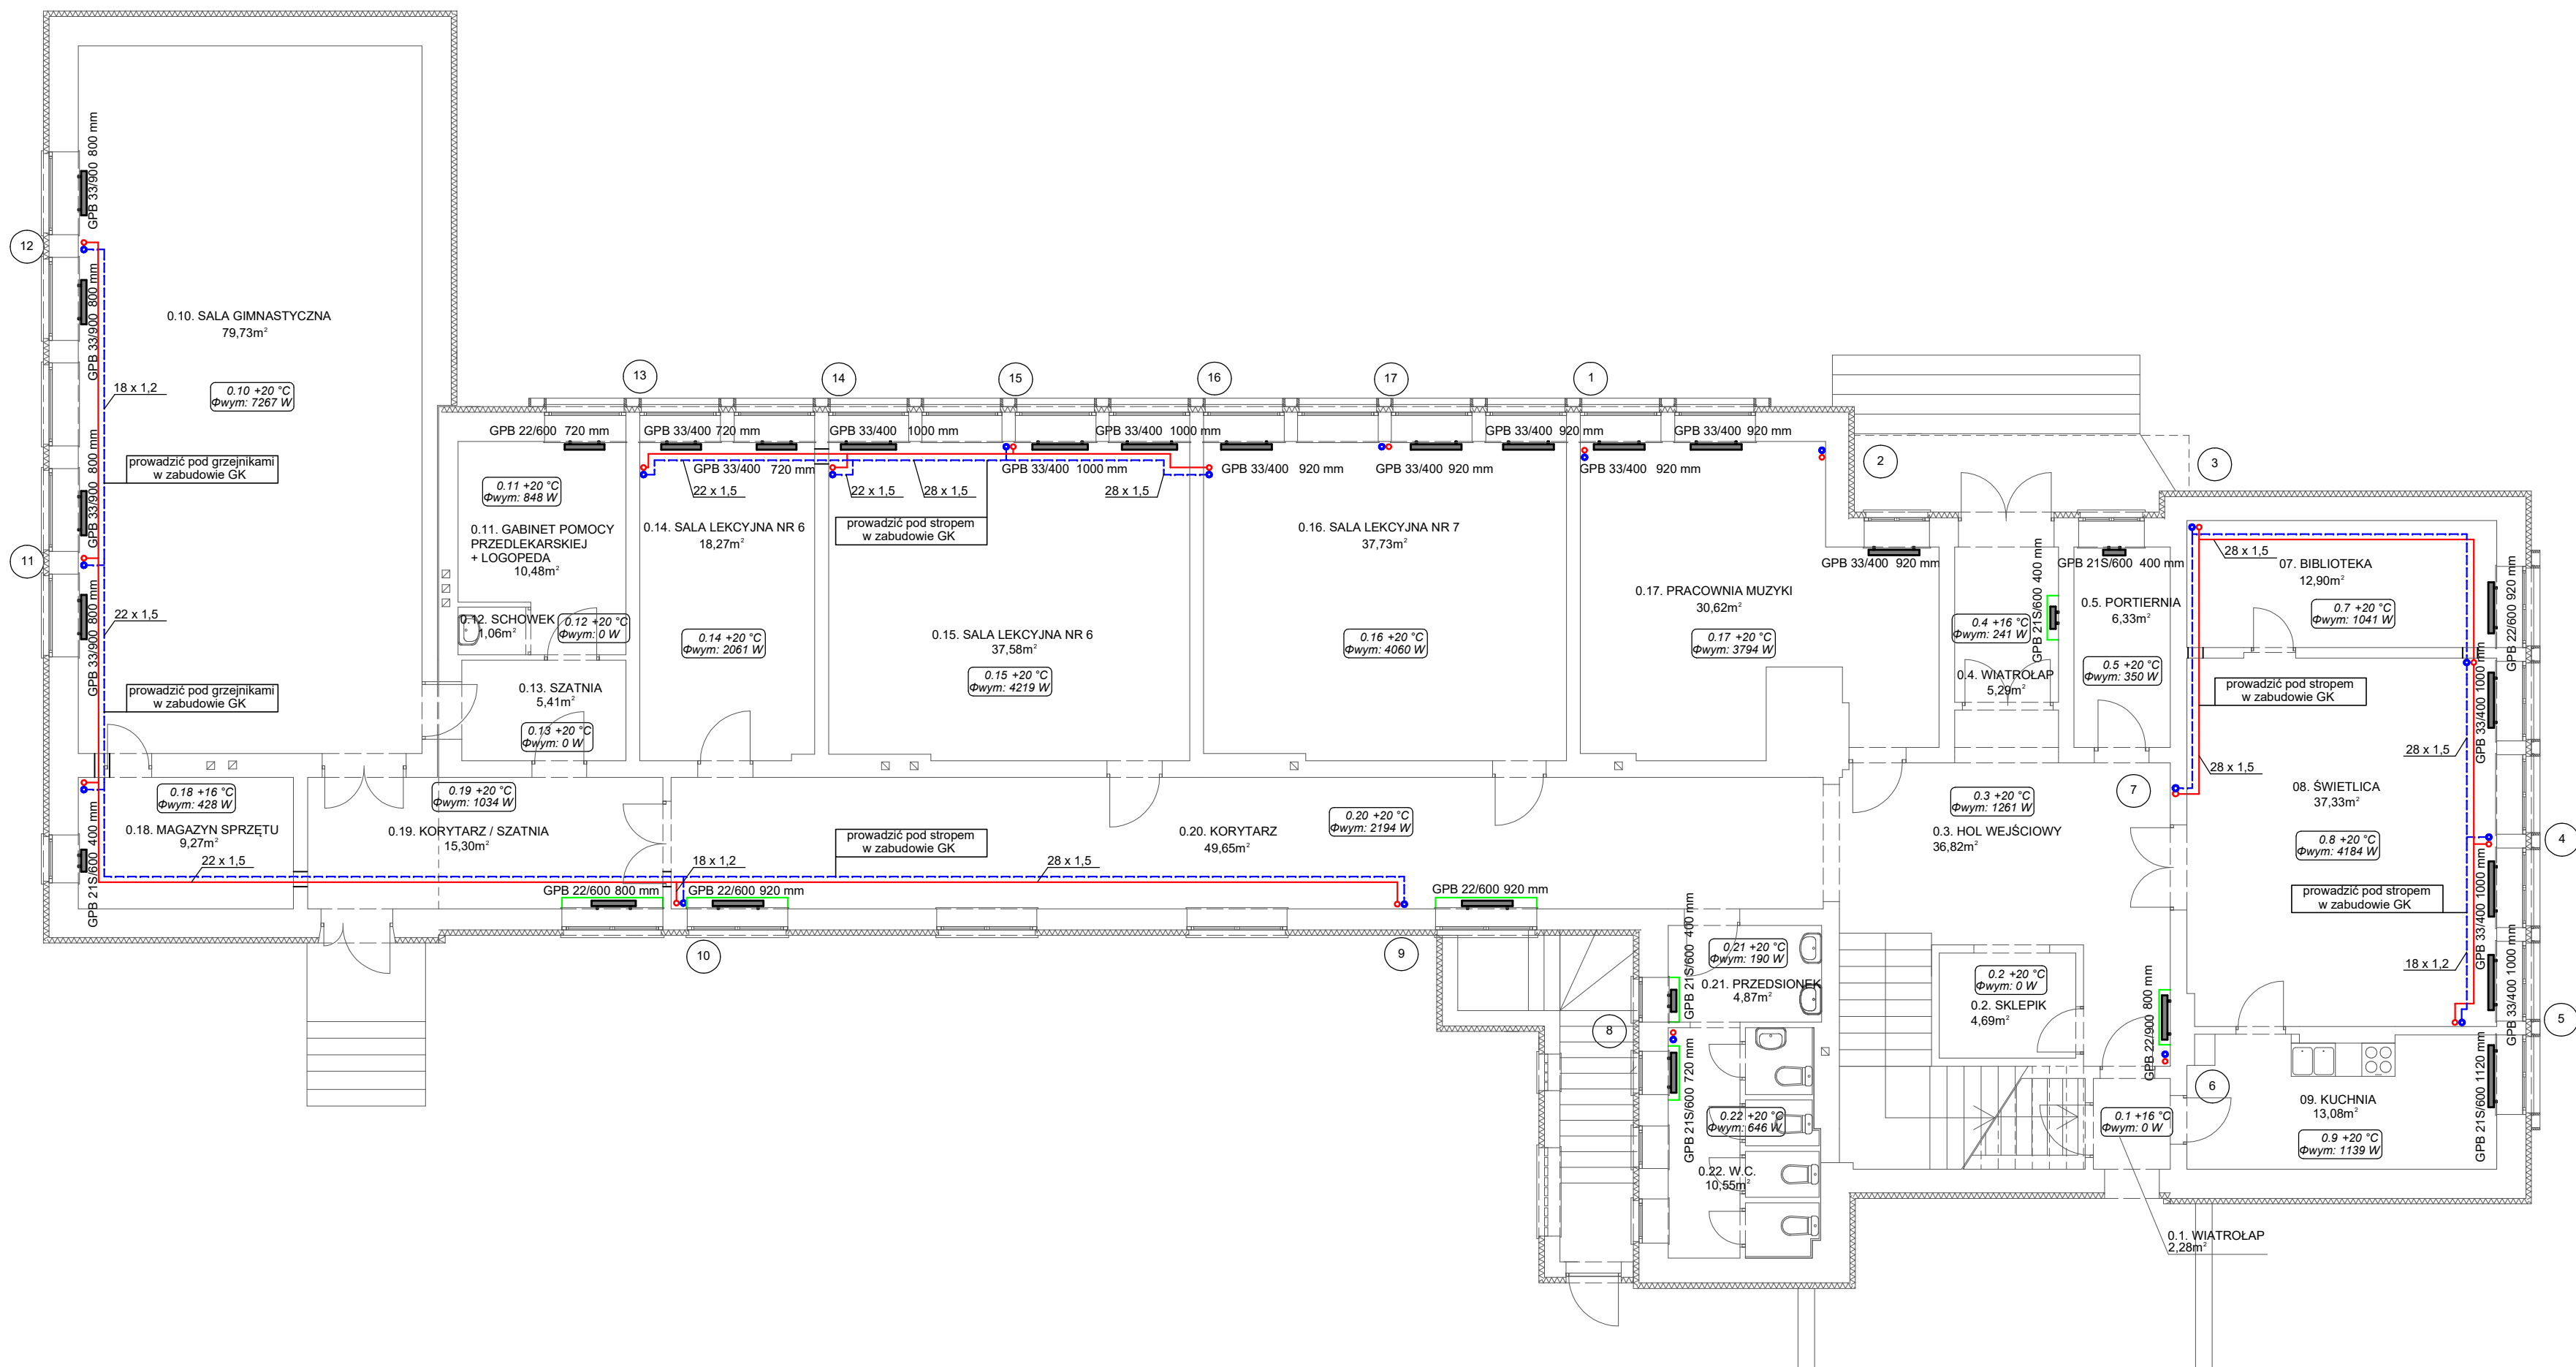 12
11
GPB 33/900 800 mm
GPB 33/900 800 mm
GPB 33/900 800 mm
GPB 33/900 800 mm
GPB 21S/600 400 mm
0.10. SALA GIMNASTYCZNA
79,73m²
0.10 +20 °C
Φwym: 7267 W
18 x 1,2
prowadzić pod grzejnikami
w zabudowie GK
22 x 1,5
prowadzić pod grzejnikami
w zabudowie GK
0.18 +16 °C
Φwym: 428 W
0.18. MAGAZYN SPRZĘTU
9,27m²
22 x 1,5
0.19 +20 °C
Φwym: 1034 W
0.19. KORYTARZ / SZATNIA
15,30m²
13
14
15
16
17
1
2
3
GPB 22/600 720 mm
GPB 33/400 720 mm
GPB 33/400 720 mm
GPB 33/400 1000 mm
GPB 33/400 1000 mm
GPB 33/400 1000 mm
GPB 33/400 920 mm
GPB 33/400 920 mm
GPB 33/400 920 mm
GPB 33/400 920 mm
GPB 33/400 920 mm
GPB 33/400 920 mm
0.11 +20 °C
Φwym: 848 W
0.11. GABINET POMOCY
PRZEDLEKARSKIEJ
+ LOGOPEDA
10,48m²
0.12. SCHOWEK
1,06m²
0.12 +20 °C
Φwym: 0 W
0.13. SZATNIA
5,41m²
0.13 +20 °C
Φwym: 0 W
22 x 1,5
0.14. SALA LEKCYJNA NR 6
18,27m²
0.14 +20 °C
Φwym: 2061 W
22 x 1,5
28 x 1,5
28 x 1,5
prowadzić pod stropem
w zabudowie GK
0.15. SALA LEKCYJNA NR 6
37,58m²
0.15 +20 °C
Φwym: 4219 W
0.16. SALA LEKCYJNA NR 7
37,73m²
0.16 +20 °C
Φwym: 4060 W
0.17. PRACOWNIA MUZYKI
30,62m²
0.17 +20 °C
Φwym: 3794 W
GPB 21S/600 400 mm
0.4 +16 °C
Φwym: 241 W
0.4. WIATROŁAP
5,29m²
GPB 21S/600 400 mm
0.5. PORTIERNIA
6,33m²
0.5 +20 °C
Φwym: 350 W
28 x 1,5
07. BIBLIOTEKA
12,90m²
0.7 +20 °C
Φwym: 1041 W
GPB 22/600 920 mm
prowadzić pod stropem
w zabudowie GK
28 x 1,5
28 x 1,5
GPB 33/400 1000 mm
08. ŚWIETLICA
37,33m²
0.8 +20 °C
Φwym: 4184 W
prowadzić pod stropem
w zabudowie GK
GPB 33/400 1000 mm
18 x 1,2
GPB 33/400 1000 mm
4
5
7
6
0.3 +20 °C
Φwym: 1261 W
0.3. HOL WEJŚCIOWY
36,82m²
prowadzić pod stropem
w zabudowie GK
0.20. KORYTARZ
49,65m²
0.20 +20 °C
Φwym: 2194 W
18 x 1,2
28 x 1,5
GPB 22/600 800 mm
GPB 22/600 920 mm
GPB 22/600 920 mm
10
9
8
GPB 21S/600 400 mm
0.21 +20 °C
Φwym: 190 W
0.21. PRZEDSIONEK
4,87m²
GPB 21S/600 720 mm
0.22 +20 °C
Φwym: 646 W
0.22. W.C.
10,55m²
0.2 +20 °C
Φwym: 0 W
0.2. SKLEPIK
4,69m²
GPB 22/900 800 mm
0.1 +16 °C
Φwym: 0 W
09. KUCHNIA
13,08m²
0.9 +20 °C
Φwym: 1139 W
GPB 21S/600 1120 mm
0.1. WIATROŁAP
2,28m²